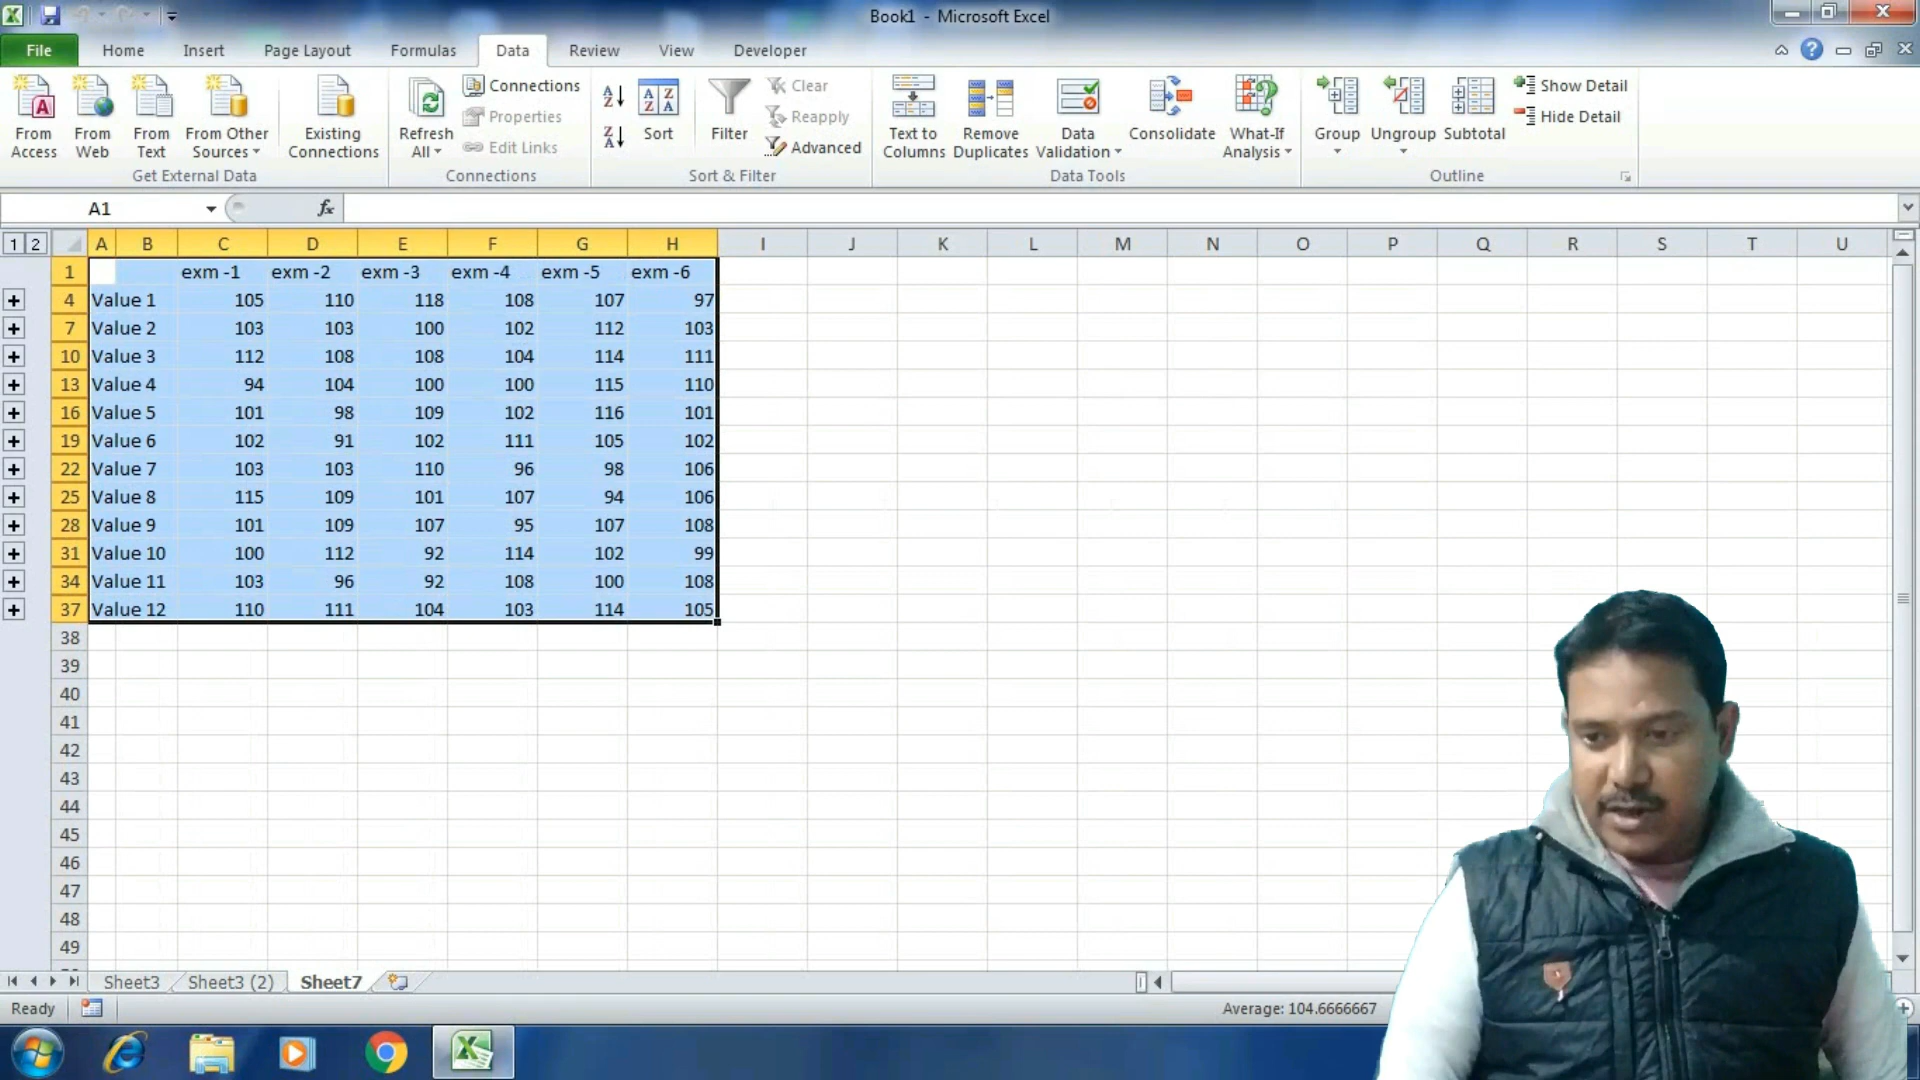 Book1 - Microsoft Excel
File Home Insert Page Layout Formulas Data Review View Developer
From Access
From Web
From Text
From Other Sources
Existing Connections
Get External Data
Refresh All
Connections
Properties
Edit Links
Connections
Sort
Filter
Clear
Reapply
Advanced
Sort & Filter
Text to Columns
Remove Duplicates
Data Validation
Consolidate
What-If Analysis
Data Tools
Group
Ungroup
Subtotal
Show Detail
Hide Detail
Outline
A1 fx
1 2 A B C D E F G H I J K L M N O P Q R S T U
1 exm -1 exm -2 exm -3 exm -4 exm -5 exm -6
4 Value 1 105 110 118 108 107 97
7 Value 2 103 103 100 102 112 103
10 Value 3 112 108 108 104 114 111
13 Value 4 94 104 100 100 115 110
16 Value 5 101 98 109 102 116 101
19 Value 6 102 91 102 111 105 102
22 Value 7 103 103 110 96 98 106
25 Value 8 115 109 101 107 94 106
28 Value 9 101 109 107 95 107 108
31 Value 10 100 112 92 114 102 99
34 Value 11 103 96 92 108 100 108
37 Value 12 110 111 104 103 114 105
38
39
40
41
42
43
44
45
46
47
48
49
Sheet3 Sheet3 (2) Sheet7
Ready Average: 104.6666667